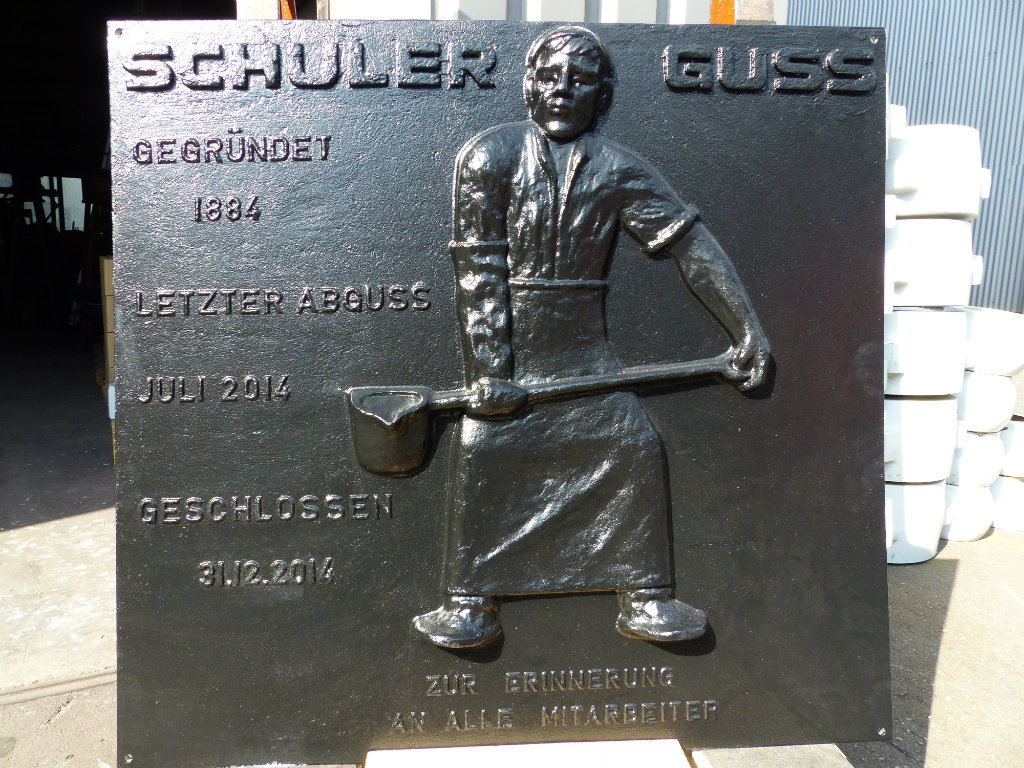 SCHULER GUSS
GEGRÜNDET
1884
LETZTER ABGUSS
JULI 2014
GESCHLOSSEN
31.12.2014
ZUR ERINNERUNG
AN ALLE MITARBEITER